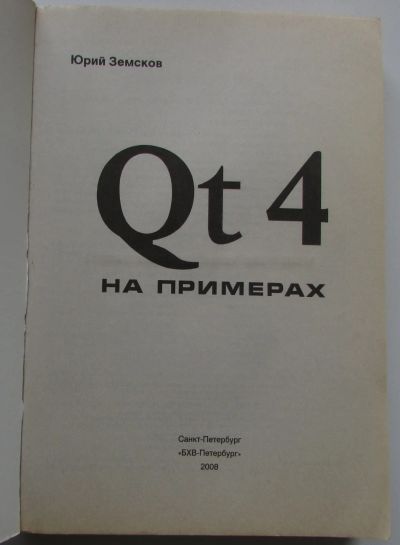 Юрий Земсков
Qt 4
НА ПРИМЕРАХ
Санкт-Петербург
«БХВ-Петербург»
2008